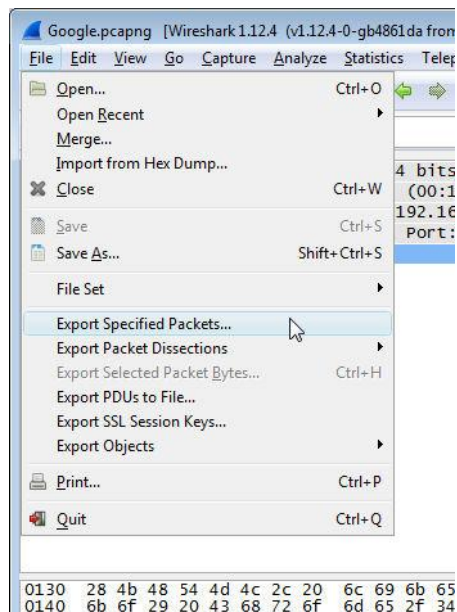 Google.pcapng [Wireshark 1.12.4 (v1.12.4-0-gb4861da from
File Edit View Go Capture Analyze Statistics Telep
Open... Ctrl+O
Open Recent
Merge...
Import from Hex Dump...
Close Ctrl+W
Save Ctrl+S
Save As... Shift+Ctrl+S
File Set
Export Specified Packets...
Export Packet Dissections
Export Selected Packet Bytes... Ctrl+H
Export PDUs to File...
Export SSL Session Keys...
Export Objects
Print... Ctrl+P
Quit Ctrl+Q
4 bits
(00:1
192.16
Port:
0130 28 4b 48 54 4d 4c 2c 20 6c 69 6b 65
0140 6b 6f 29 20 43 68 72 6f 6d 65 2f 34